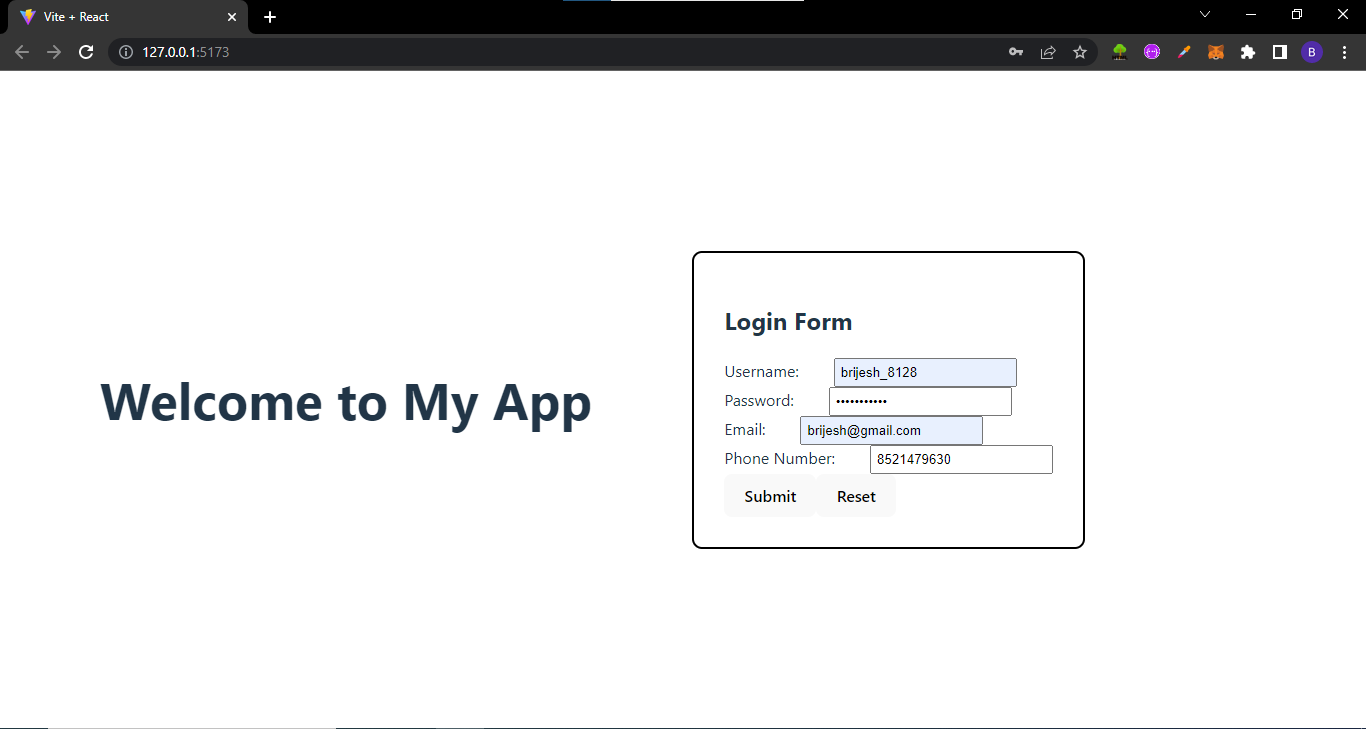 Vite + React
127.0.0.1:5173
B
Welcome to My App
Login Form
Username: brijesh_8128
Password: •••••••••••
Email: brijesh@gmail.com
Phone Number: 8521479630
Submit Reset